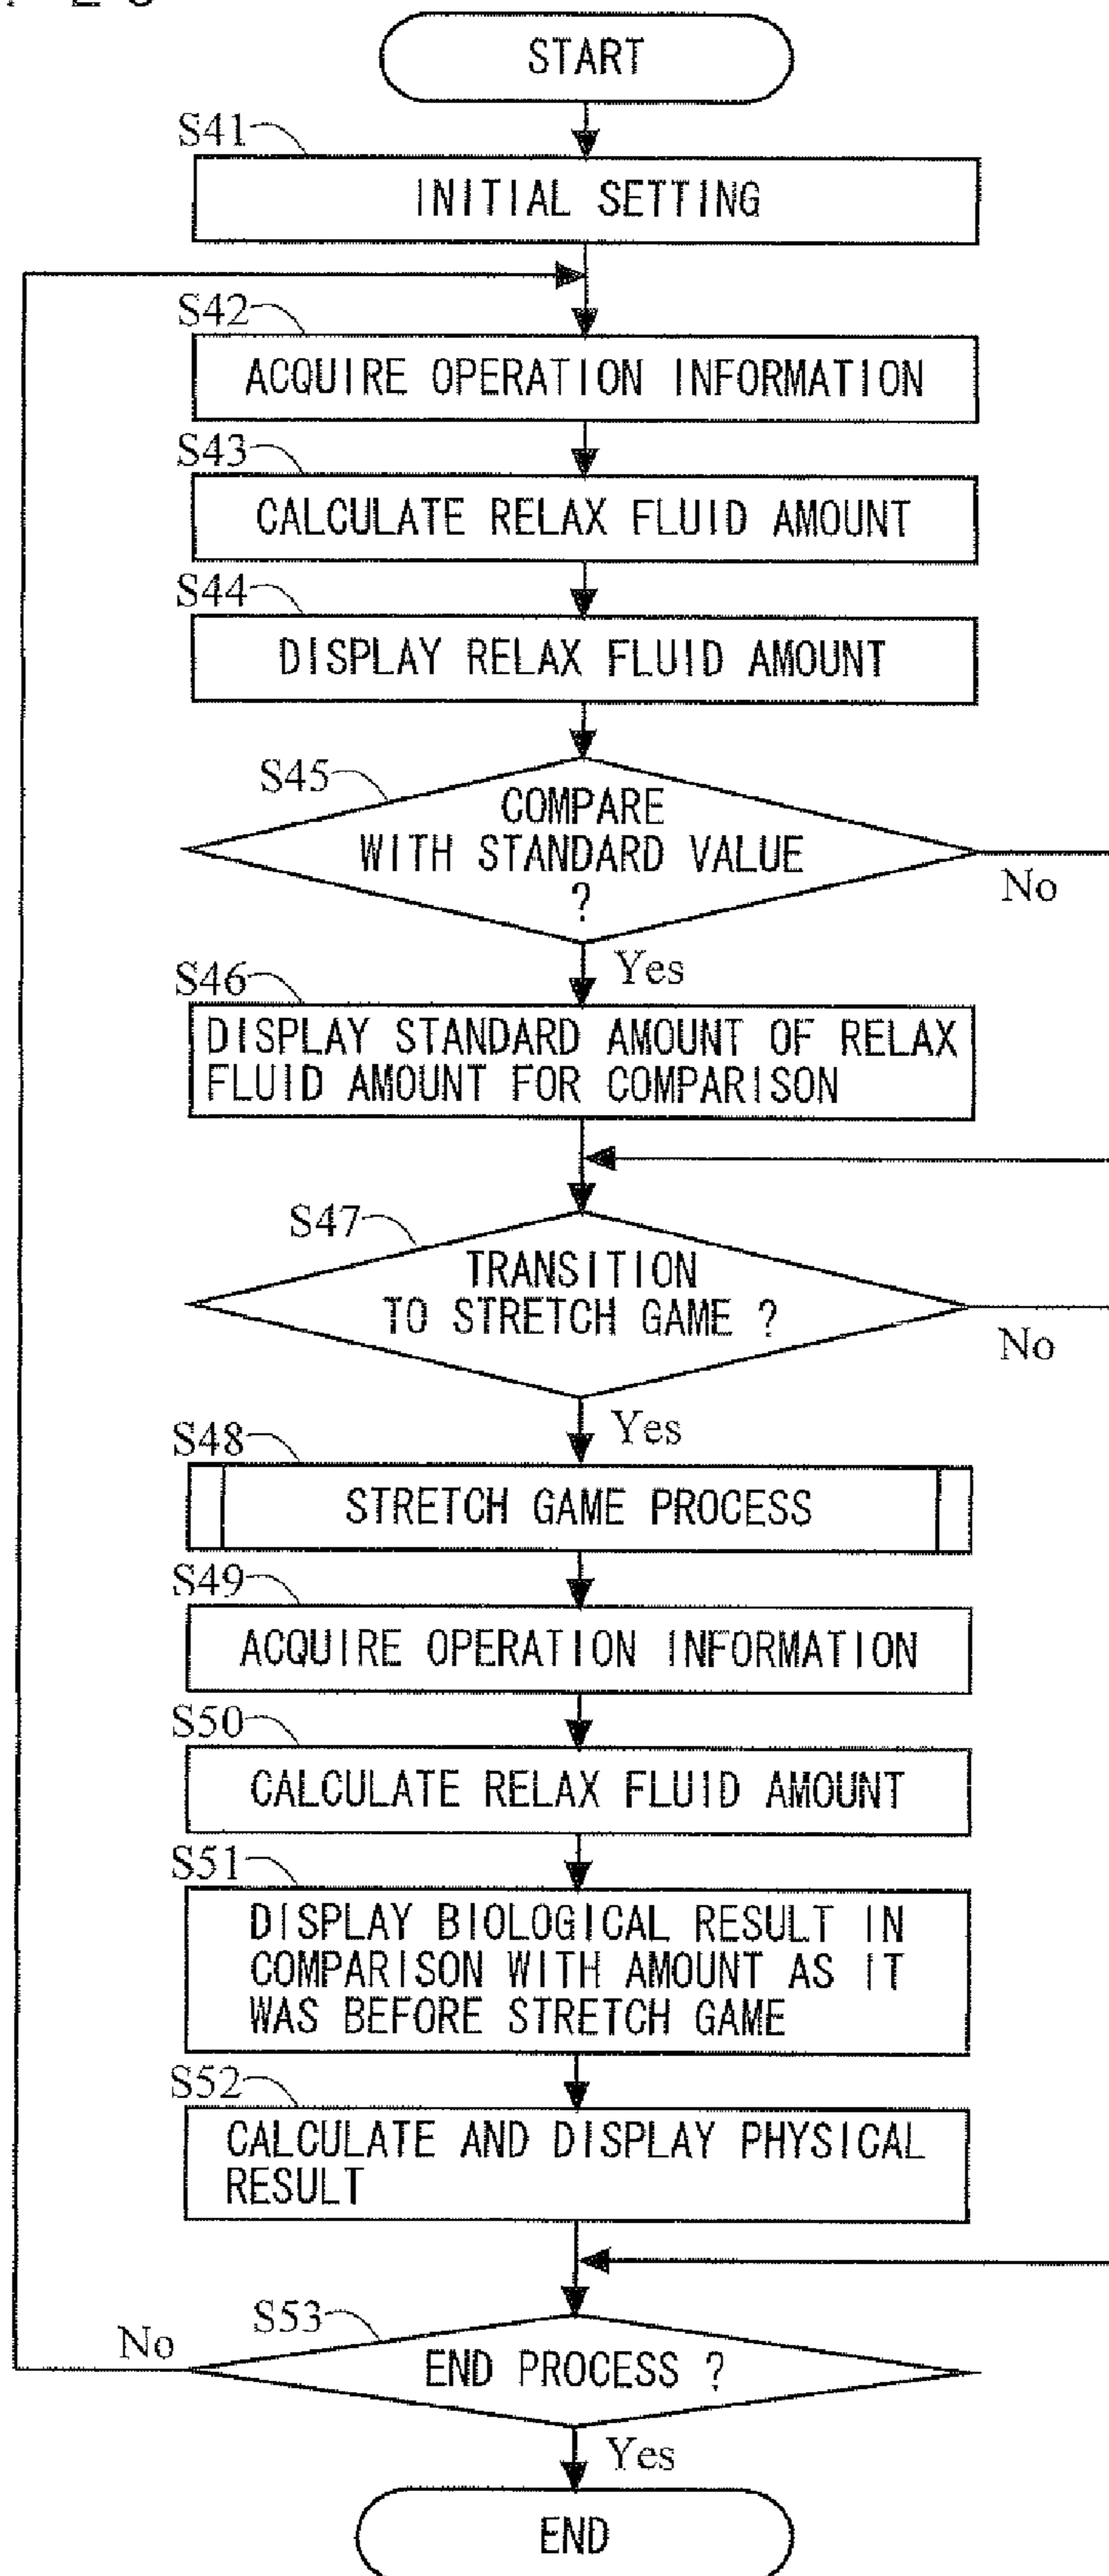 START
S41
INITIAL SETTING
S42
ACQUIRE OPERATION INFORMATION
S43
CALCULATE RELAX FLUID AMOUNT
S44
DISPLAY RELAX FLUID AMOUNT
S45
COMPARE
WITH STANDARD VALUE
?
No
Yes
S46
DISPLAY STANDARD AMOUNT OF RELAX
FLUID AMOUNT FOR COMPARISON
S47
TRANSITION
TO STRETCH GAME ?
No
Yes
S48
STRETCH GAME PROCESS
S49
ACQUIRE OPERATION INFORMATION
S50
CALCULATE RELAX FLUID AMOUNT
S51
DISPLAY BIOLOGICAL RESULT IN
COMPARISON WITH AMOUNT AS IT
WAS BEFORE STRETCH GAME
S52
CALCULATE AND DISPLAY PHYSICAL
RESULT
S53
No
END PROCESS ?
Yes
END